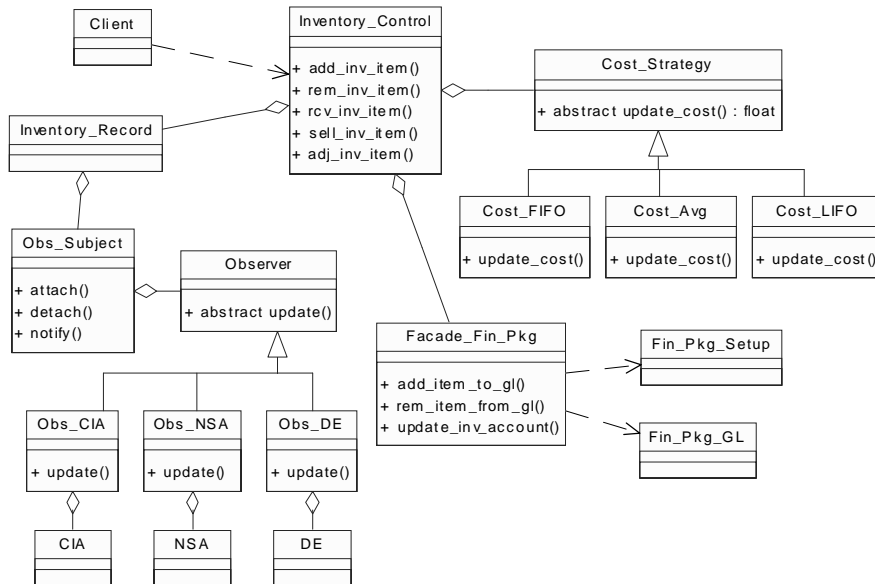 Client
Inventory_Control
+ add_inv_item()
+ rem_inv_item()
+ rcv_inv_item()
+ sell_inv_item()
+ adj_inv_item()
Cost_Strategy
+ abstract update_cost() : float
Inventory_Record
Cost_FIFO
+ update_cost()
Cost_Avg
+ update_cost()
Cost_LIFO
+ update_cost()
Obs_Subject
+ attach()
+ detach()
+ notify()
Observer
+ abstract update()
Facade_Fin_Pkg
+ add_item_to_gl()
+ rem_item_from_gl()
+ update_inv_account()
Fin_Pkg_Setup
Fin_Pkg_GL
Obs_CIA
+ update()
Obs_NSA
+ update()
Obs_DE
+ update()
CIA
NSA
DE